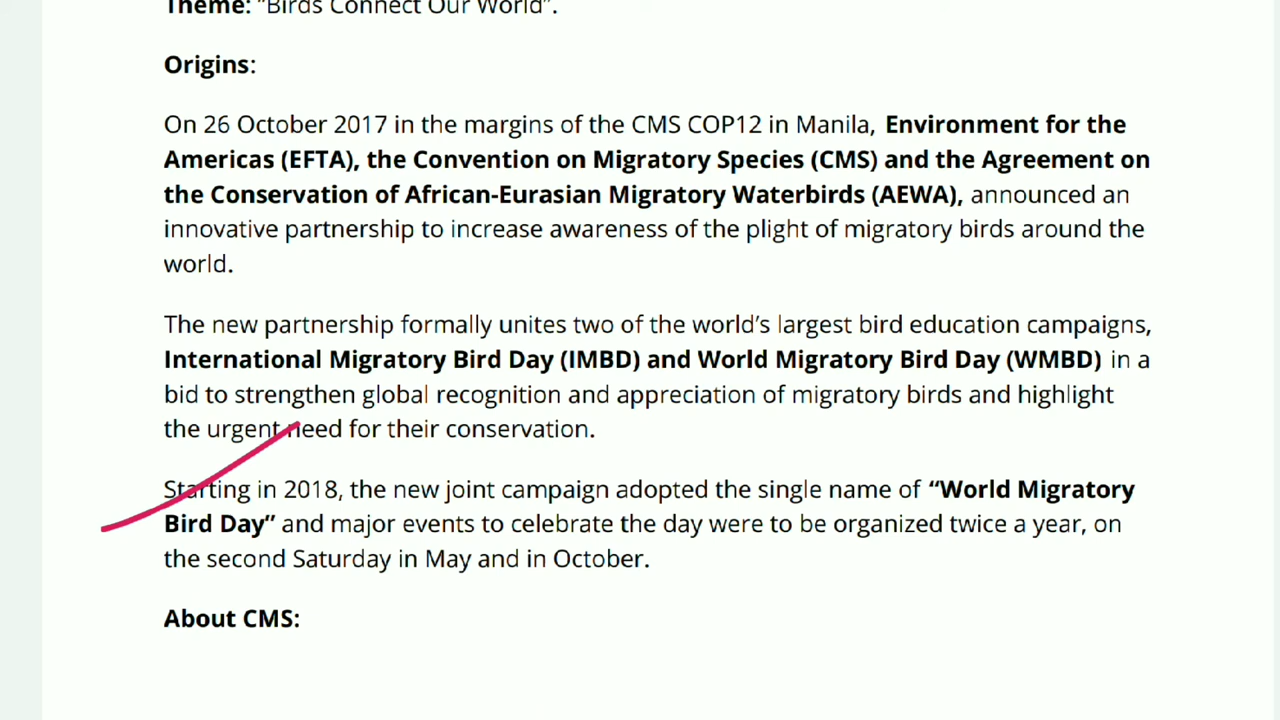 Theme: “Birds Connect Our World”.
Origins:
On 26 October 2017 in the margins of the CMS COP12 in Manila, Environment for the
Americas (EFTA), the Convention on Migratory Species (CMS) and the Agreement on
the Conservation of African-Eurasian Migratory Waterbirds (AEWA), announced an
innovative partnership to increase awareness of the plight of migratory birds around the
world.
The new partnership formally unites two of the world’s largest bird education campaigns,
International Migratory Bird Day (IMBD) and World Migratory Bird Day (WMBD) in a
bid to strengthen global recognition and appreciation of migratory birds and highlight
the urgent need for their conservation.
Starting in 2018, the new joint campaign adopted the single name of “World Migratory
Bird Day” and major events to celebrate the day were to be organized twice a year, on
the second Saturday in May and in October.
About CMS: